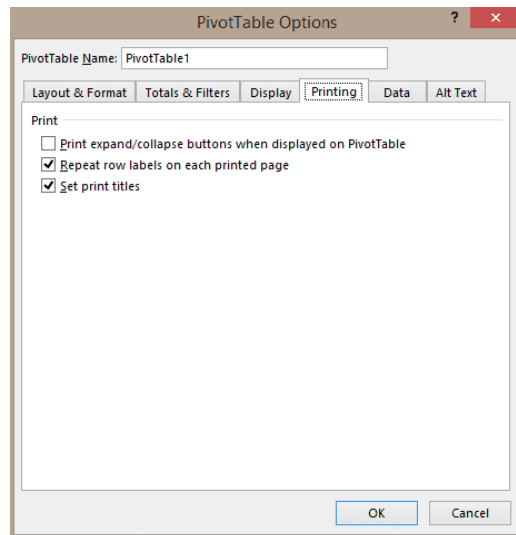 PivotTable Options ?
PivotTable Name: PivotTable1
Layout & Format Totals & Filters Display Printing Data Alt Text
Print
Print expand/collapse buttons when displayed on PivotTable
Repeat row labels on each printed page
Set print titles
OK Cancel